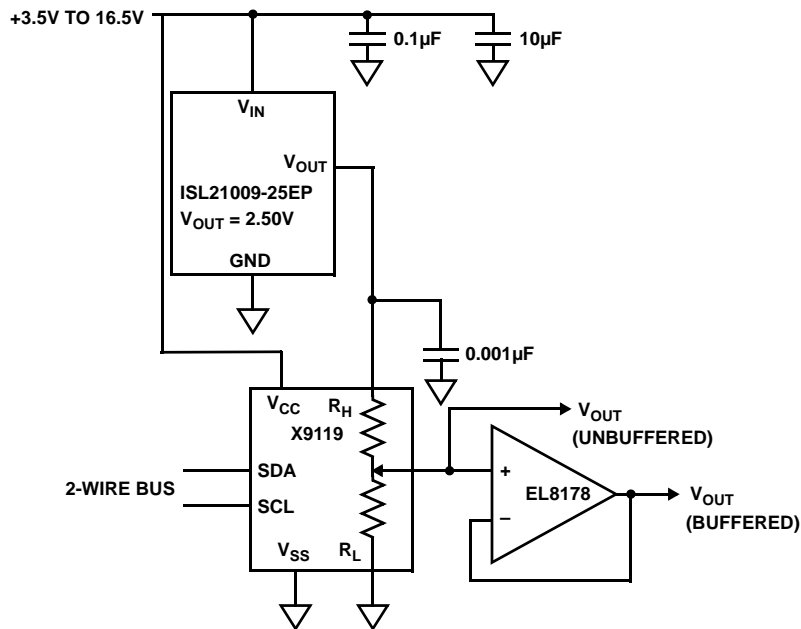 +3.5V TO 16.5V
0.1µF
10µF
VIN
VOUT
ISL21009-25EP
VOUT = 2.50V
GND
0.001µF
VCC
RH
X9119
VOUT
(UNBUFFERED)
2-WIRE BUS
SDA
SCL
+
EL8178
–
VOUT
(BUFFERED)
VSS
RL